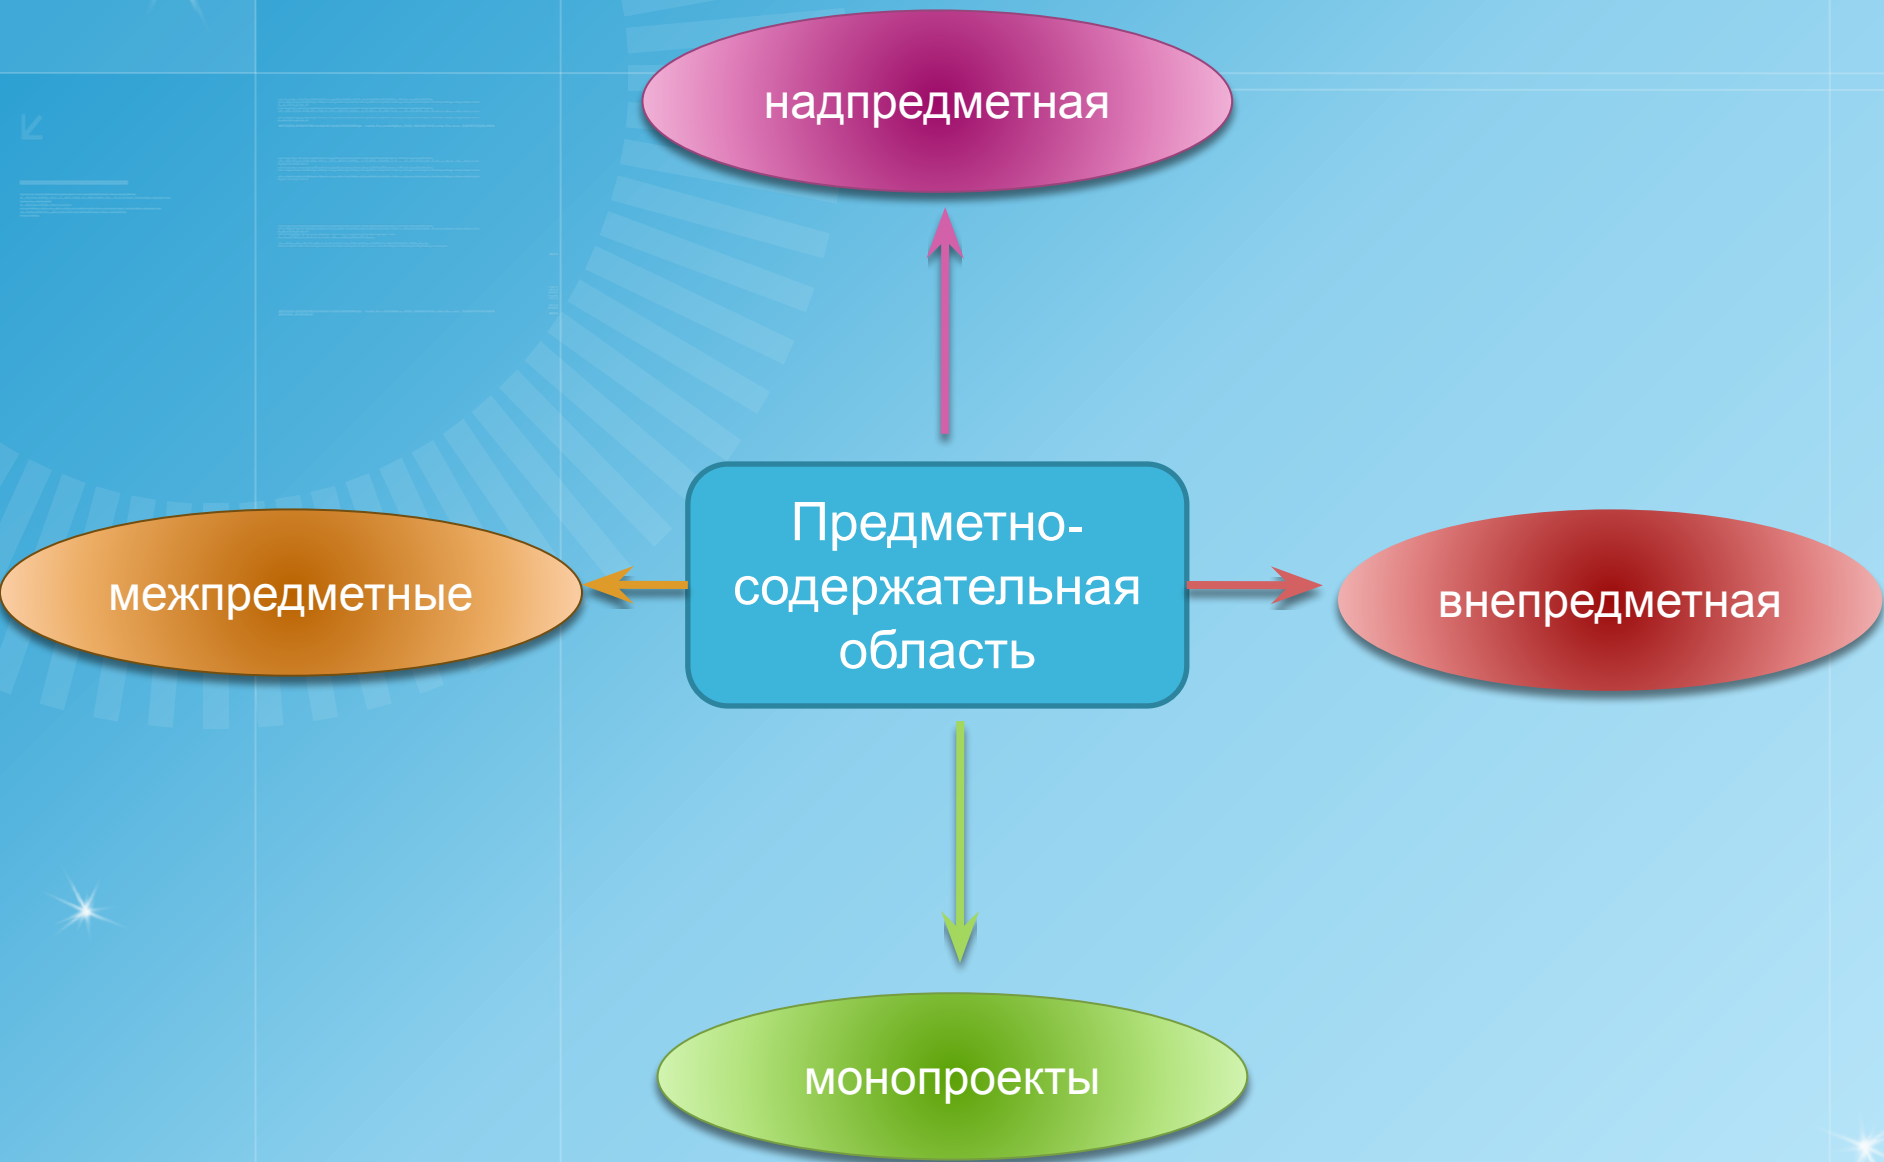 надпредметная
Предметно-
содержательная
область
межпредметные
внепредметная
монопроекты